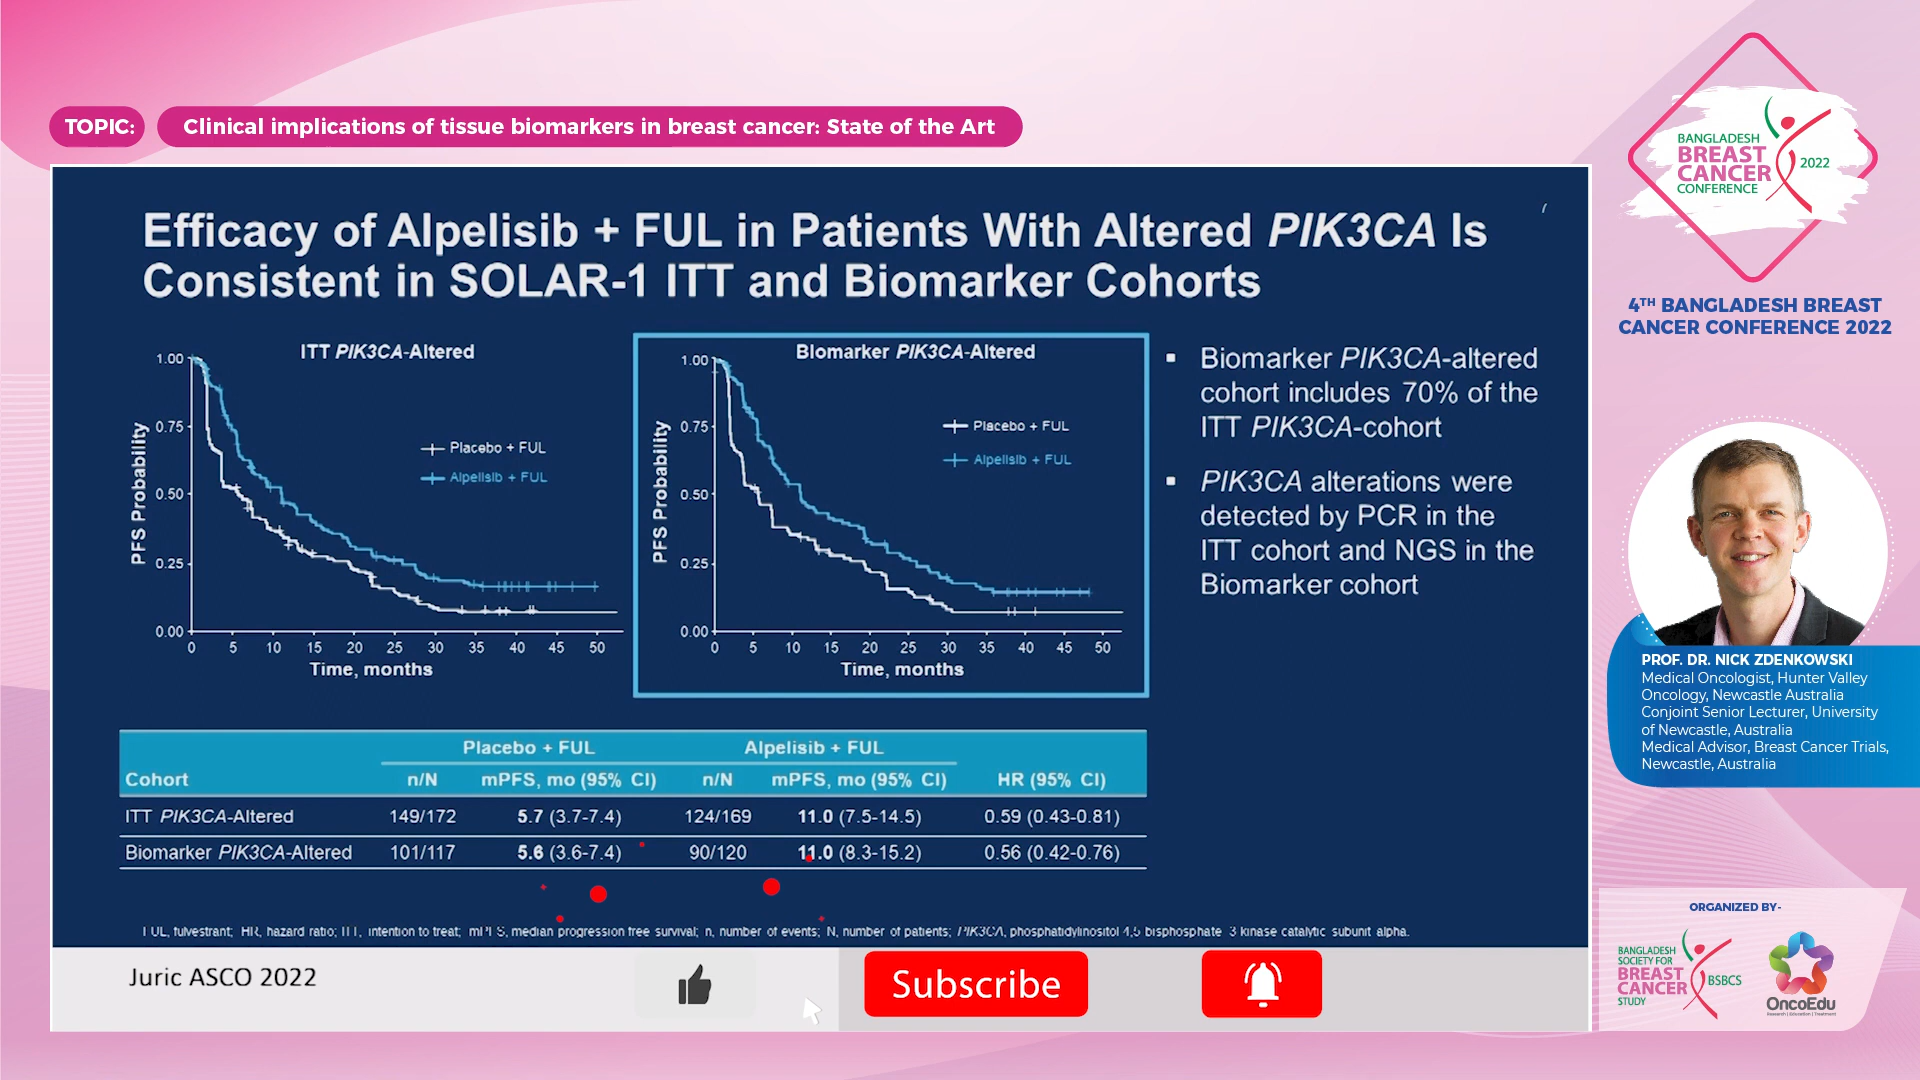 TOPIC:
Clinical implications of tissue biomarkers in breast cancer: State of the Art
Efficacy of Alpelisib + FUL in Patients With Altered PIK3CA Is
Consistent in SOLAR-1 ITT and Biomarker Cohorts
ITT PIK3CA-Altered
PFS Probability
1.00
0.75
0.50
0.25
0.00
Placebo + FUL
Alpelisib + FUL
0 5 10 15 20 25 30 35 40 45 50
Time, months
Biomarker PIK3CA-Altered
PFS Probability
1.00
0.75
0.50
0.25
0.00
Placebo + FUL
Alpelisib + FUL
0 5 10 15 20 25 30 35 40 45 50
Time, months
▪ Biomarker PIK3CA-altered
cohort includes 70% of the
ITT PIK3CA-cohort
▪ PIK3CA alterations were
detected by PCR in the
ITT cohort and NGS in the
Biomarker cohort
Placebo + FUL Alpelisib + FUL
Cohort n/N mPFS, mo (95% CI) n/N mPFS, mo (95% CI) HR (95% CI)
ITT PIK3CA-Altered 149/172 5.7 (3.7-7.4) 124/169 11.0 (7.5-14.5) 0.59 (0.43-0.81)
Biomarker PIK3CA-Altered 101/117 5.6 (3.6-7.4) 90/120 11.0 (8.3-15.2) 0.56 (0.42-0.76)
FUL, fulvestrant; HR, hazard ratio; ITT, intention to treat; mPFS, median progression free survival; n, number of events; N, number of patients; PIK3CA, phosphatidylinositol 4,5 bisphosphate 3 kinase catalytic subunit alpha.
Juric ASCO 2022
Subscribe
BANGLADESH
BREAST
CANCER
CONFERENCE
2022
4TH BANGLADESH BREAST
CANCER CONFERENCE 2022
PROF. DR. NICK ZDENKOWSKI
Medical Oncologist, Hunter Valley
Oncology, Newcastle Australia
Conjoint Senior Lecturer, University
of Newcastle, Australia
Medical Advisor, Breast Cancer Trials,
Newcastle, Australia
ORGANIZED BY-
BANGLADESH
SOCIETY FOR
BREAST
CANCER
STUDY
BSBCS
OncoEdu
Research | Education | Treatment